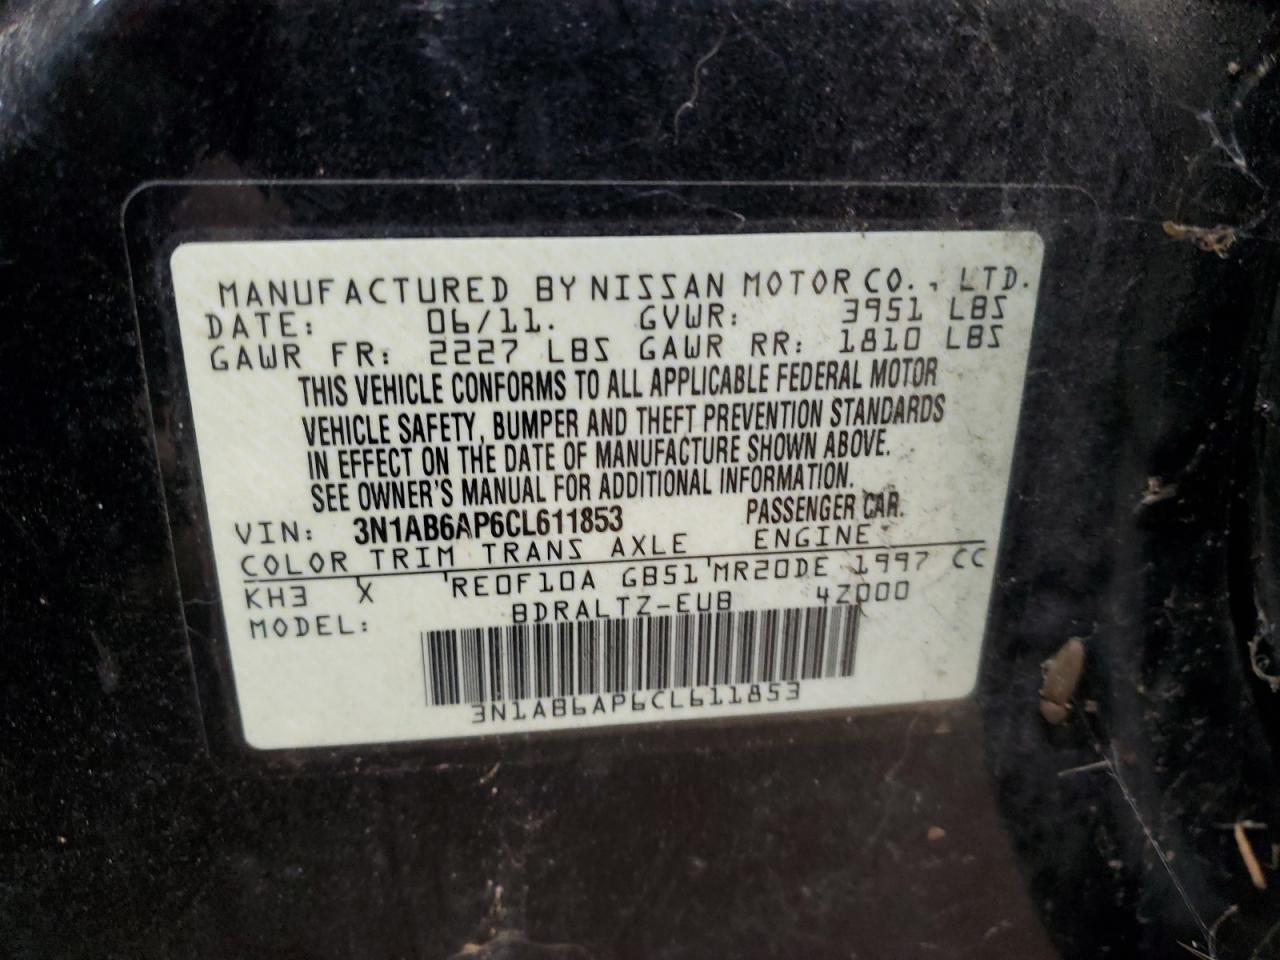 MANUFACTURED BY NISSAN MOTOR CO., LTD.
DATE: 06/11. GVWR: 3951 LBS
GAWR FR: 2227 LBS GAWR RR: 1810 LBS
THIS VEHICLE CONFORMS TO ALL APPLICABLE FEDERAL MOTOR
VEHICLE SAFETY, BUMPER AND THEFT PREVENTION STANDARDS
IN EFFECT ON THE DATE OF MANUFACTURE SHOWN ABOVE.
SEE OWNER'S MANUAL FOR ADDITIONAL INFORMATION.
VIN: 3N1AB6AP6CL611853 PASSENGER CAR.
COLOR TRIM TRANS AXLE ENGINE
KH3 X RE0F10A GB51 MR20DE 1997 CC
MODEL: BDRALTZ-EUB 4Z000
3N1AB6AP6CL611853